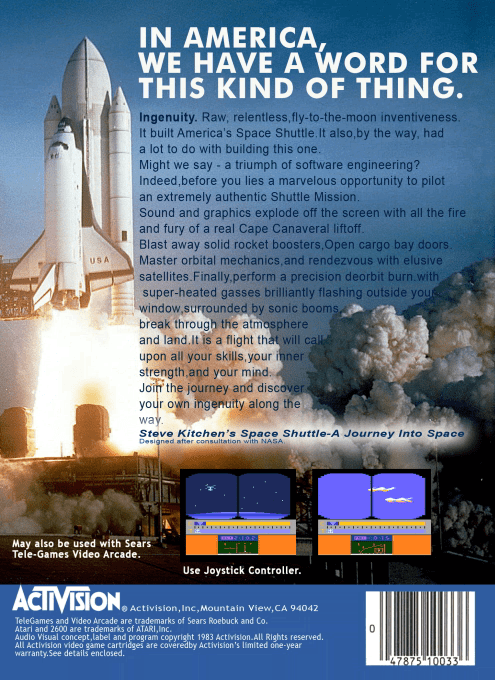 IN AMERICA,
WE HAVE A WORD FOR
THIS KIND OF THING.
Ingenuity. Raw, relentless,fly-to-the-moon inventiveness.
It built America's Space Shuttle.It also,by the way, had
a lot to do with building this one.
Might we say - a triumph of software engineering?
Indeed,before you lies a marvelous opportunity to pilot
an extremely authentic Shuttle Mission.
Sound and graphics explode off the screen with all the fire
and fury of a real Cape Canaveral liftoff.
Blast away solid rocket boosters,Open cargo bay doors.
Master orbital mechanics,and rendezvous with elusive
satellites.Finally,perform a precision deorbit burn.with
super-heated gasses brilliantly flashing outside your
window,surrounded by sonic booms,
break through the atmosphere
and land.It is a flight that will call
upon all your skills,your inner
strength,and your mind.
Join the journey and discover
your own ingenuity along the
way.
Steve Kitchen's Space Shuttle-A Journey Into Space
Designed after consultation with NASA.
USA
May also be used with Sears
Tele-Games Video Arcade.
Use Joystick Controller.
ACTIVISION ® Activision,Inc,Mountain View,CA 94042
TeleGames and Video Arcade are trademarks of Sears Roebuck and Co.
Atari and 2600 are trademarks of ATARI,Inc.
Audio Visual concept,label and program copyright 1983 Activision.All Rights reserved.
All Activision video game cartridges are coveredby Activision's limited one-year
warranty.See details enclosed.
0
47875 10033